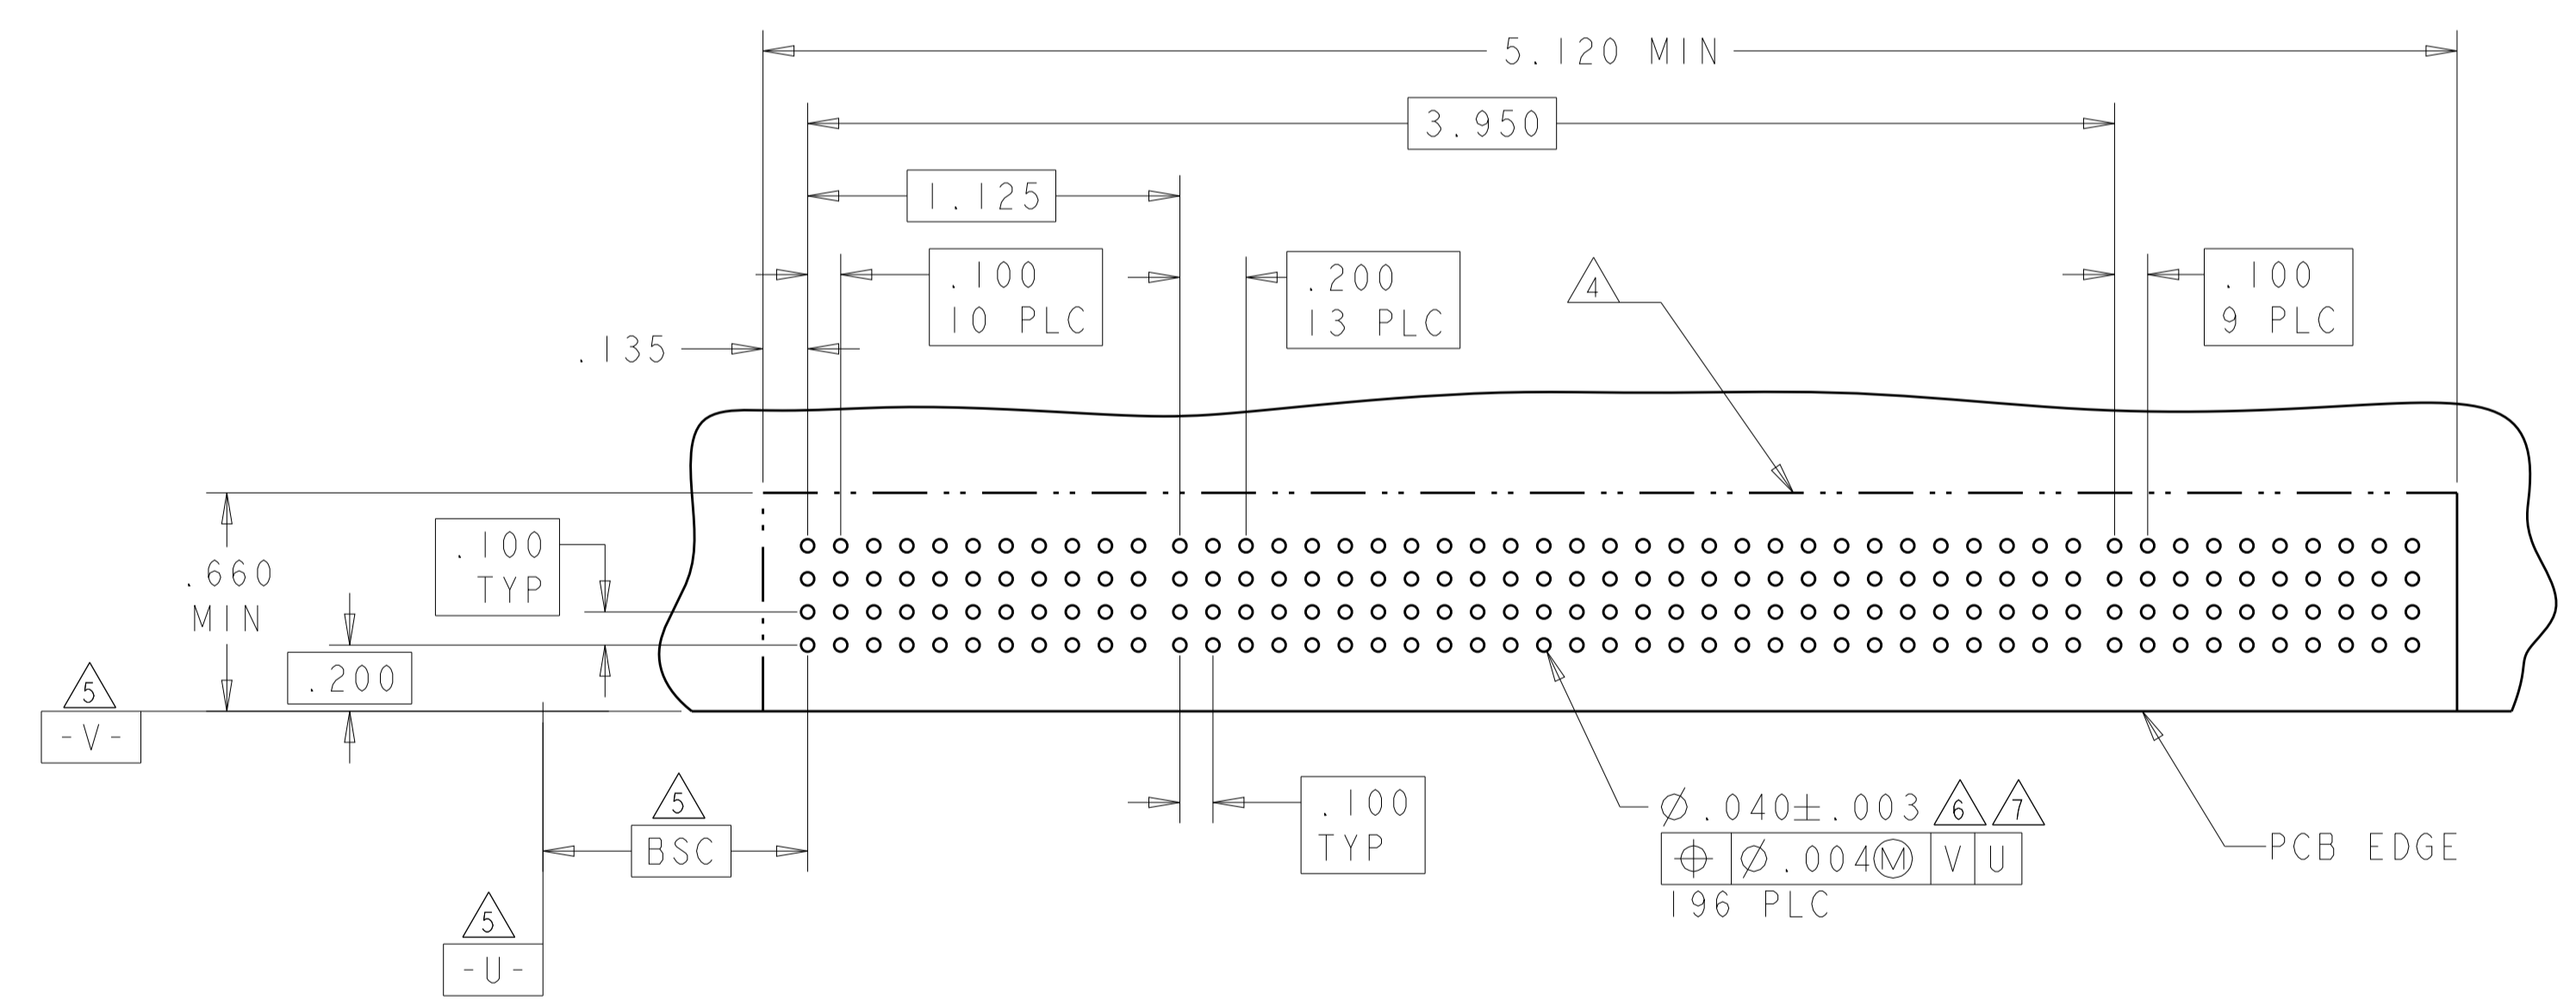 5.120 MIN
3.950
1.125
.100
10 PLC
.200
13 PLC
4
.100
9 PLC
.135
.100
TYP
.660
MIN
.200
5
-V-
5
BSC
.100
TYP
Ø.040±.003 6 7
⌖ Ø.004Ⓜ V U
196 PLC
PCB EDGE
5
-U-